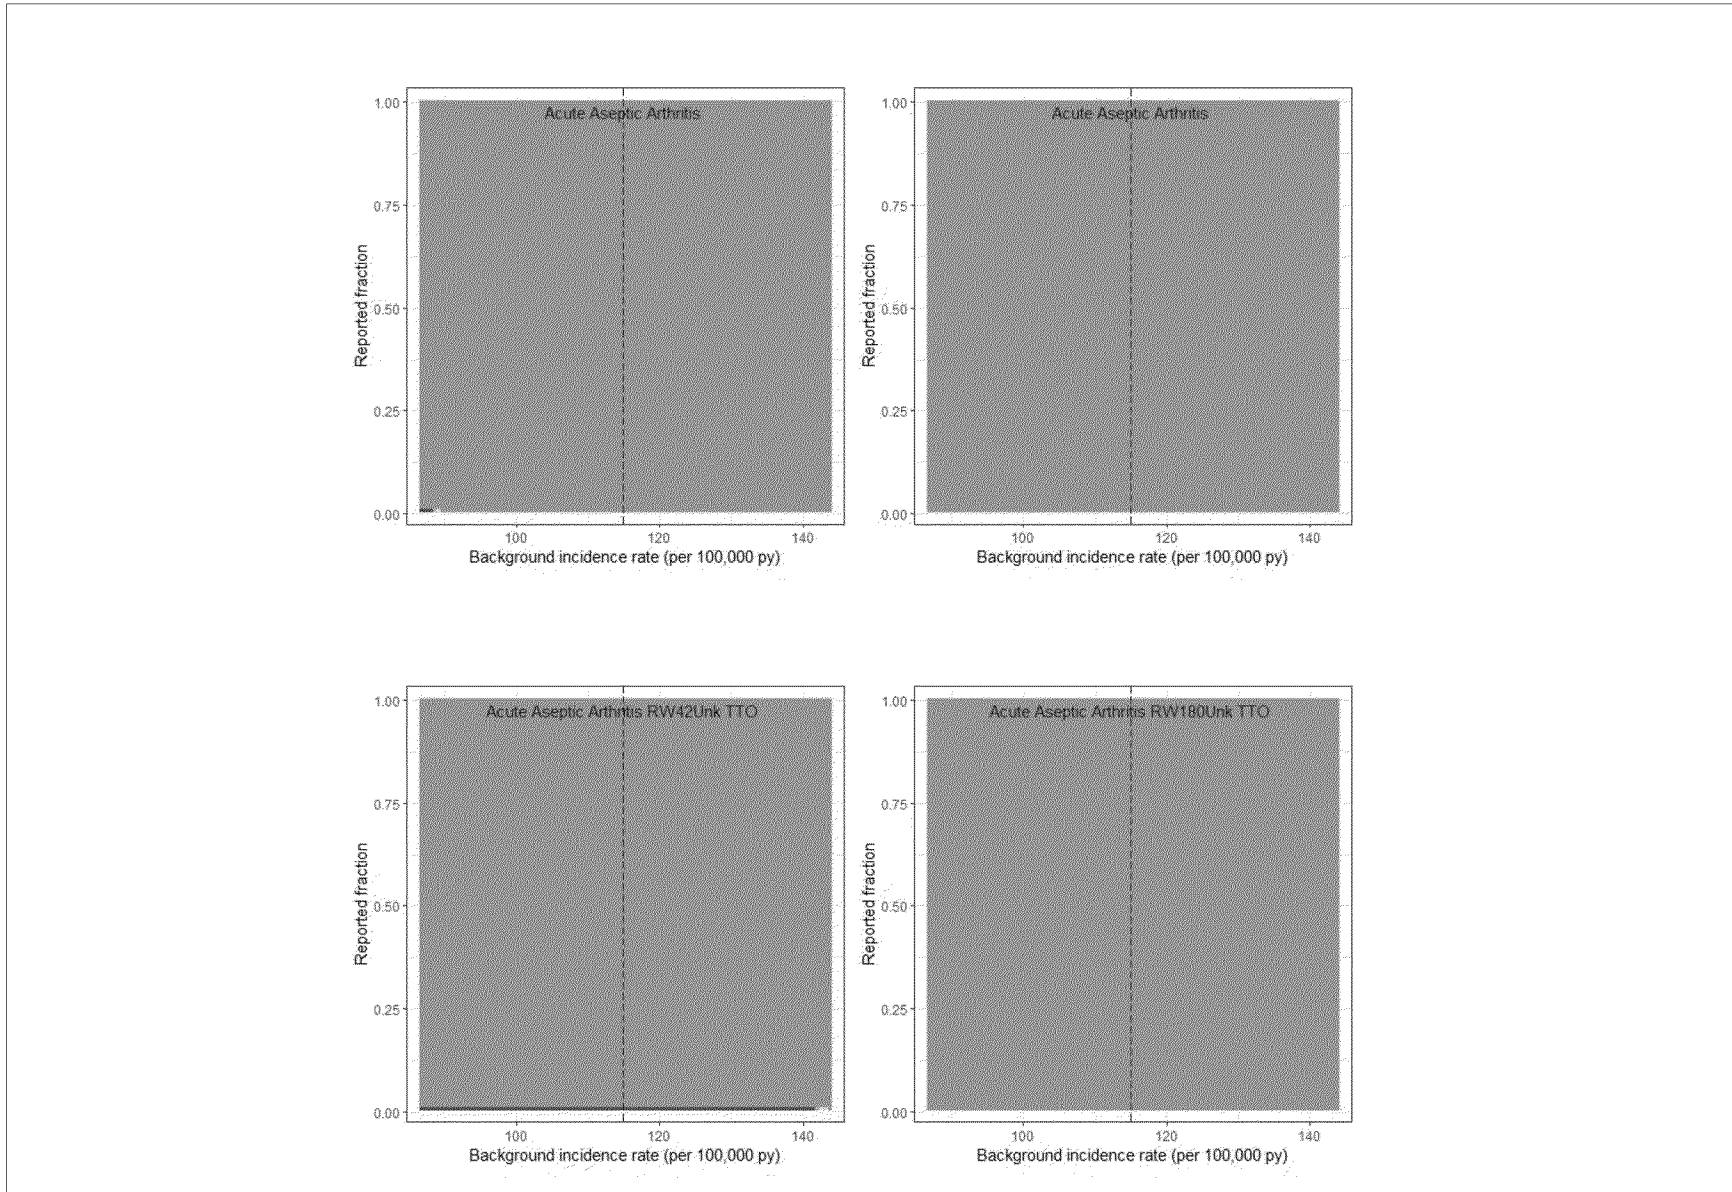 Acute Aseptic Arthritis
1.00
0.75
0.50
0.25
0.00
Reported fraction
100
120
140
Background incidence rate (per 100,000 py)
Acute Aseptic Arthritis
1.00
0.75
0.50
0.25
0.00
Reported fraction
100
120
140
Background incidence rate (per 100,000 py)
Acute Aseptic Arthritis RW42Unk TTO
1.00
0.75
0.50
0.25
0.00
Reported fraction
100
120
140
Background incidence rate (per 100,000 py)
Acute Aseptic Arthritis RW180Unk TTO
1.00
0.75
0.50
0.25
0.00
Reported fraction
100
120
140
Background incidence rate (per 100,000 py)